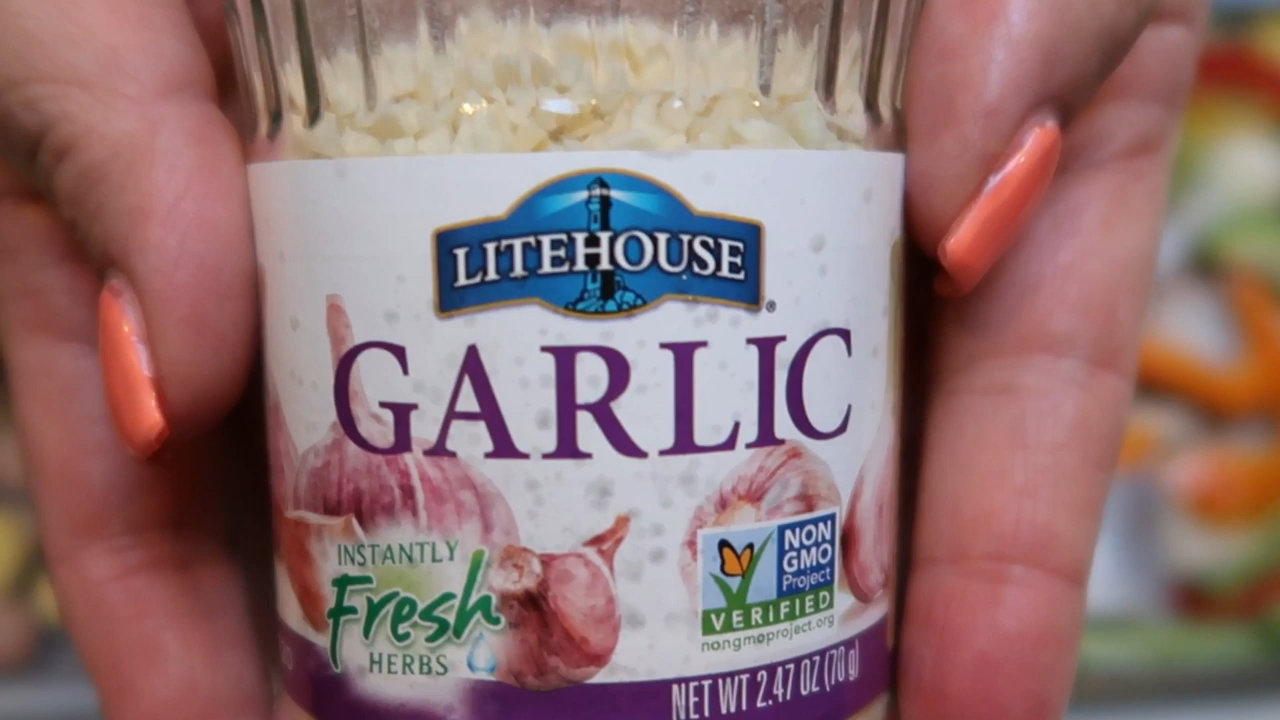 LITEHOUSE®
GARLIC
INSTANTLY
Fresh
HERBS
NON
GMO
Project
VERIFIED
nongmoproject.org
NET WT 2.47 OZ (70 g)